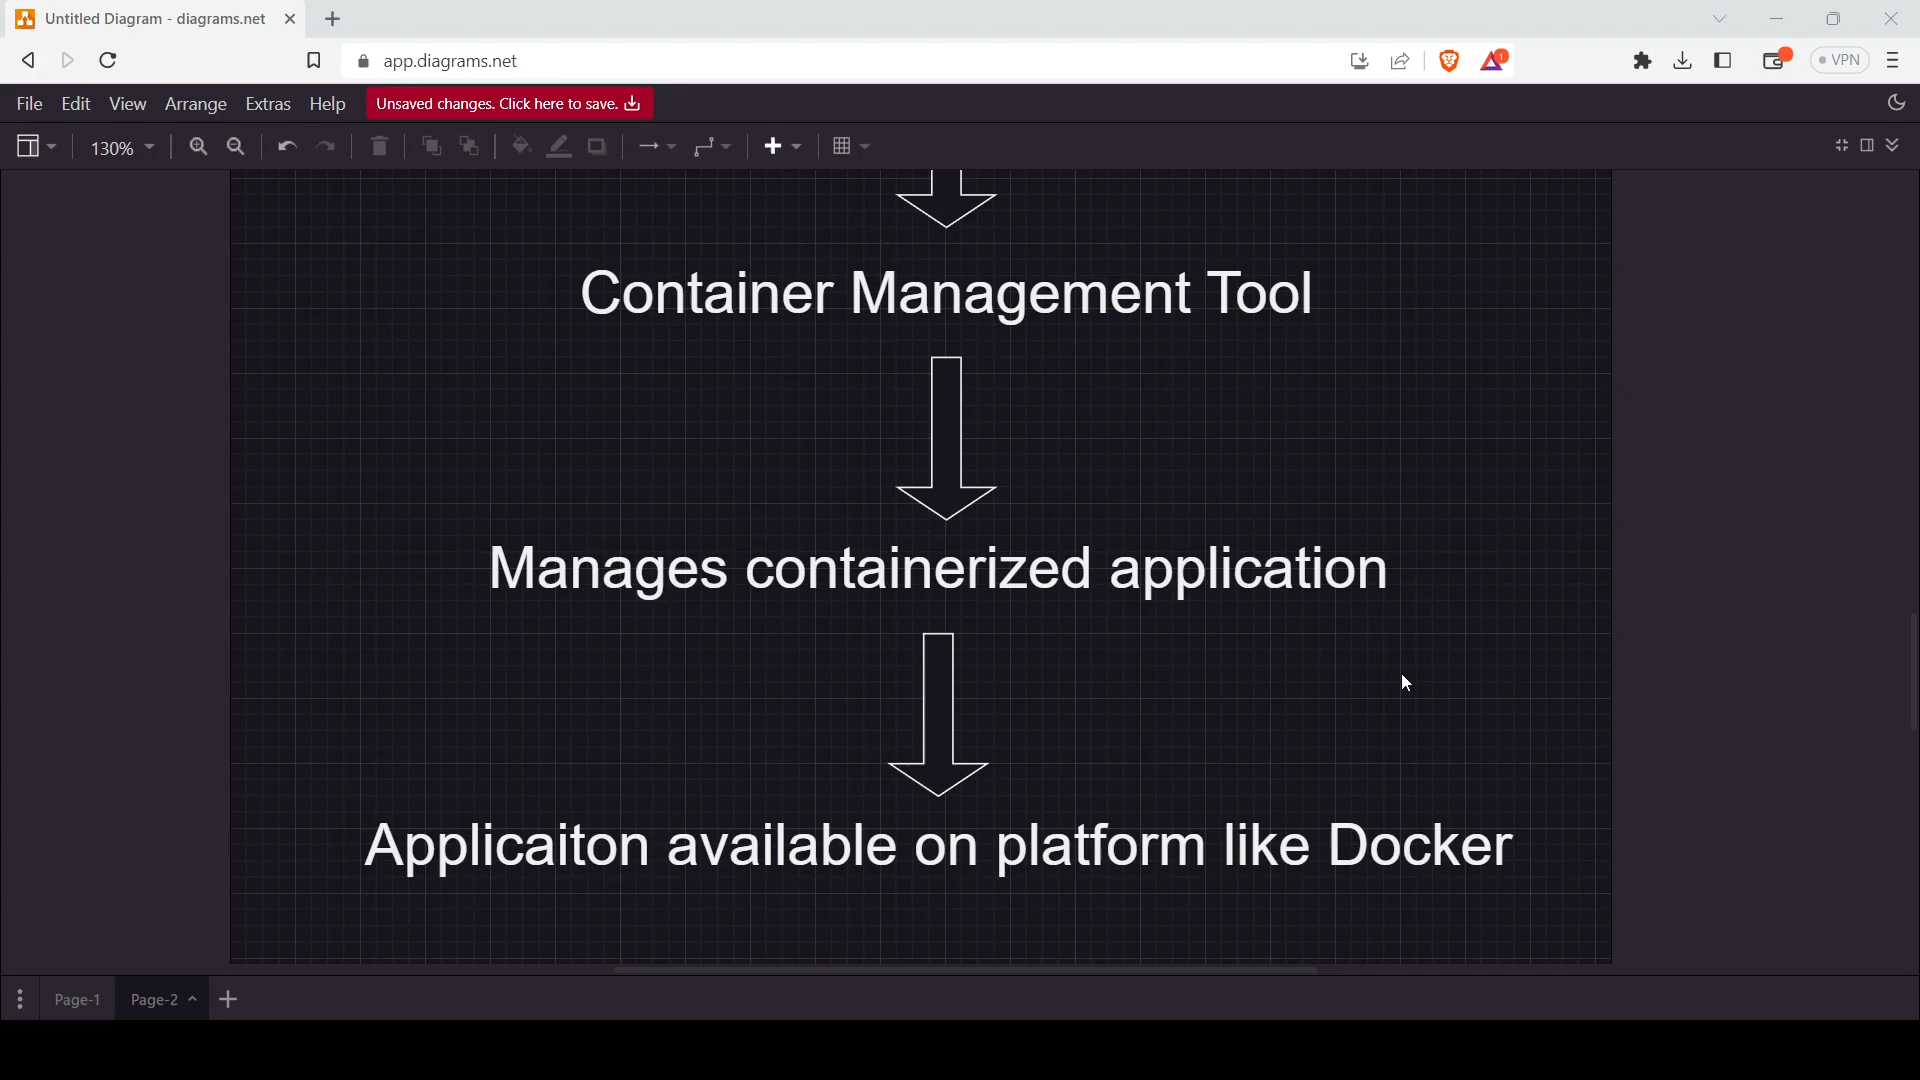 Untitled Diagram - diagrams.net
app.diagrams.net
1
VPN
File Edit View Arrange Extras Help Unsaved changes. Click here to save.
130%
Container Management Tool
Manages containerized application
Applicaiton available on platform like Docker
Page-1 Page-2